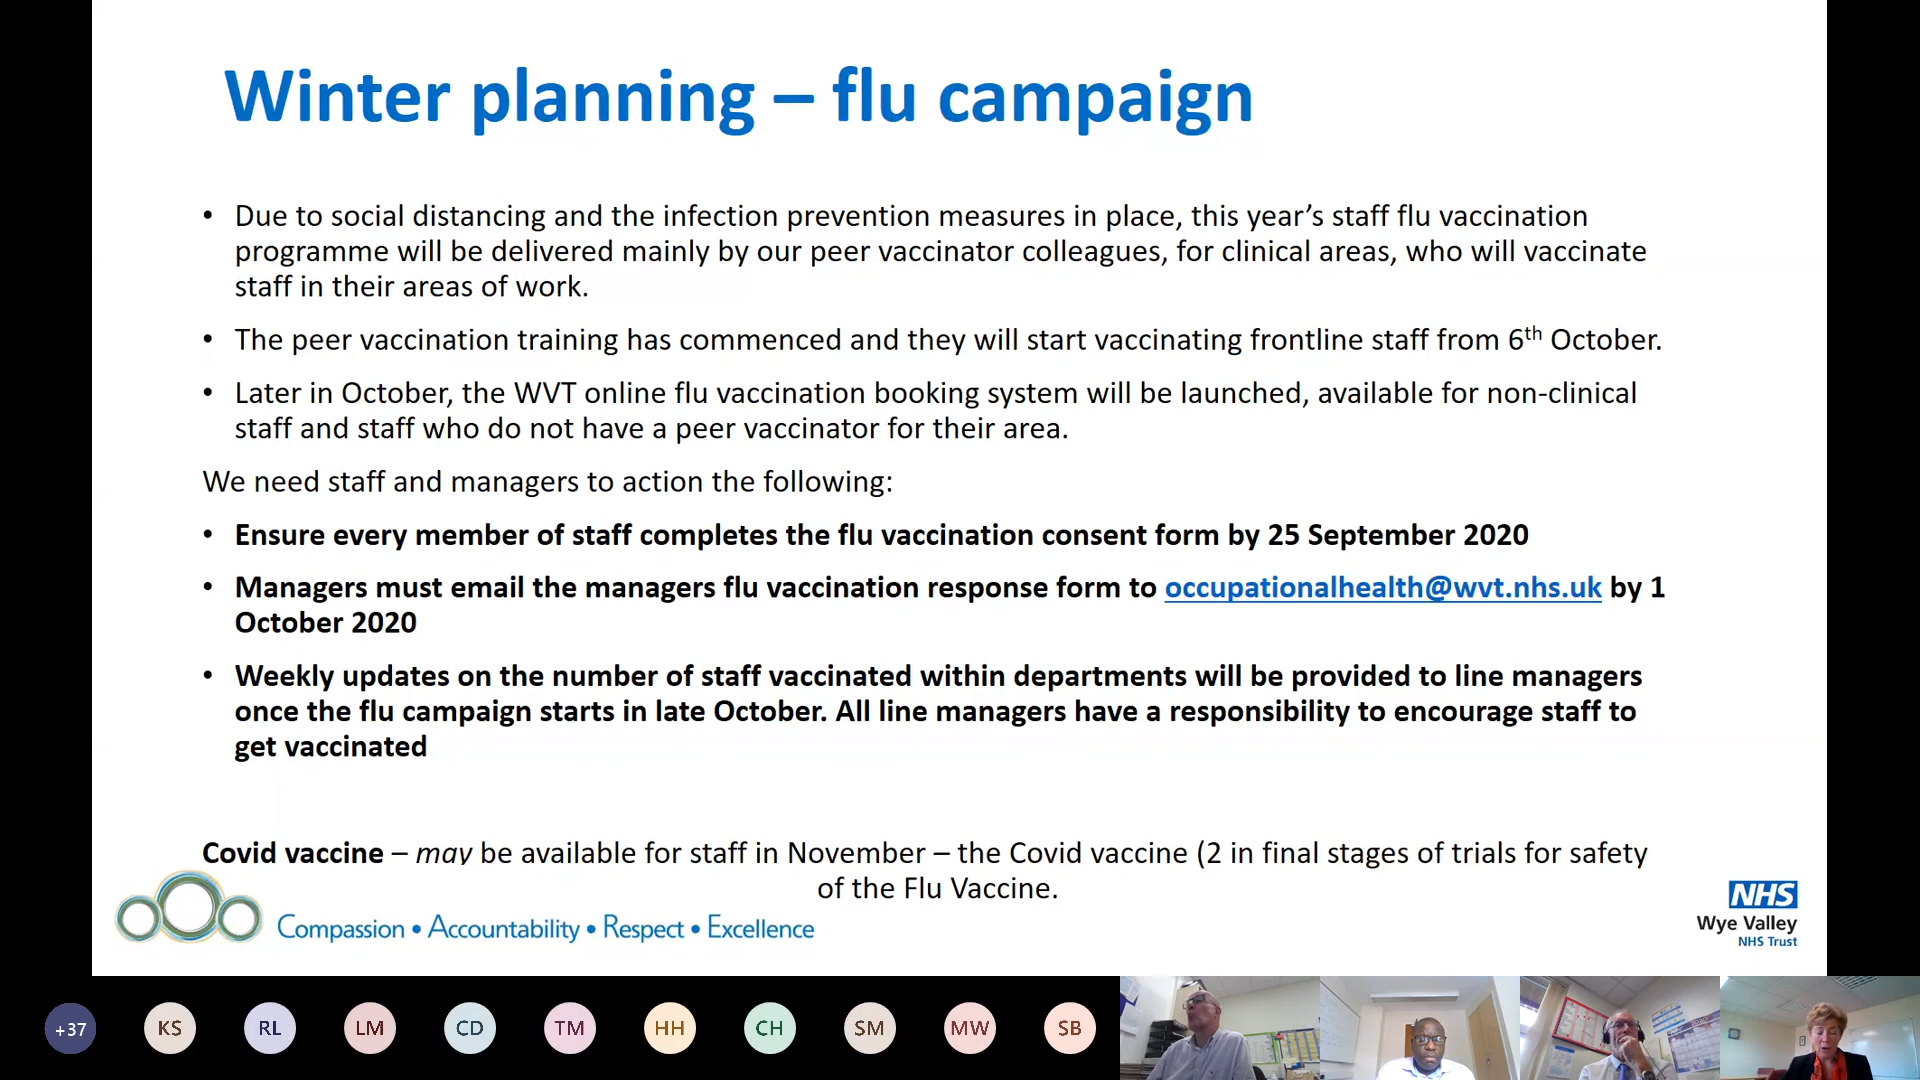 Winter planning – flu campaign
• Due to social distancing and the infection prevention measures in place, this year’s staff flu vaccination
programme will be delivered mainly by our peer vaccinator colleagues, for clinical areas, who will vaccinate
staff in their areas of work.
• The peer vaccination training has commenced and they will start vaccinating frontline staff from 6th October.
• Later in October, the WVT online flu vaccination booking system will be launched, available for non-clinical
staff and staff who do not have a peer vaccinator for their area.
We need staff and managers to action the following:
• Ensure every member of staff completes the flu vaccination consent form by 25 September 2020
• Managers must email the managers flu vaccination response form to occupationalhealth@wvt.nhs.uk by 1
October 2020
• Weekly updates on the number of staff vaccinated within departments will be provided to line managers
once the flu campaign starts in late October. All line managers have a responsibility to encourage staff to
get vaccinated
Covid vaccine – may be available for staff in November – the Covid vaccine (2 in final stages of trials for safety
of the Flu Vaccine.
Compassion • Accountability • Respect • Excellence
NHS
Wye Valley
NHS Trust
+37 KS RL LM CD TM HH CH SM MW SB